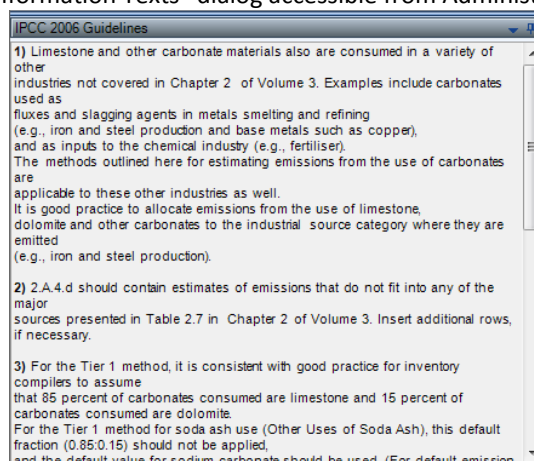 formation Texts" dialog accessible from Adminis
IPCC 2006 Guidelines
1) Limestone and other carbonate materials also are consumed in a variety of
other
industries not covered in Chapter 2 of Volume 3. Examples include carbonates
used as
fluxes and slagging agents in metals smelting and refining
(e.g., iron and steel production and base metals such as copper),
and as inputs to the chemical industry (e.g., fertiliser).
The methods outlined here for estimating emissions from the use of carbonates
are
applicable to these other industries as well.
It is good practice to allocate emissions from the use of limestone,
dolomite and other carbonates to the industrial source category where they are
emitted
(e.g., iron and steel production).
2) 2.A.4.d should contain estimates of emissions that do not fit into any of the
major
sources presented in Table 2.7 in Chapter 2 of Volume 3. Insert additional rows,
if necessary.
3) For the Tier 1 method, it is consistent with good practice for inventory
compilers to assume
that 85 percent of carbonates consumed are limestone and 15 percent of
carbonates consumed are dolomite.
For the Tier 1 method for soda ash use (Other Uses of Soda Ash), this default
fraction (0.85:0.15) should not be applied,
and the default value for sodium carbonate should be used. (For default emission